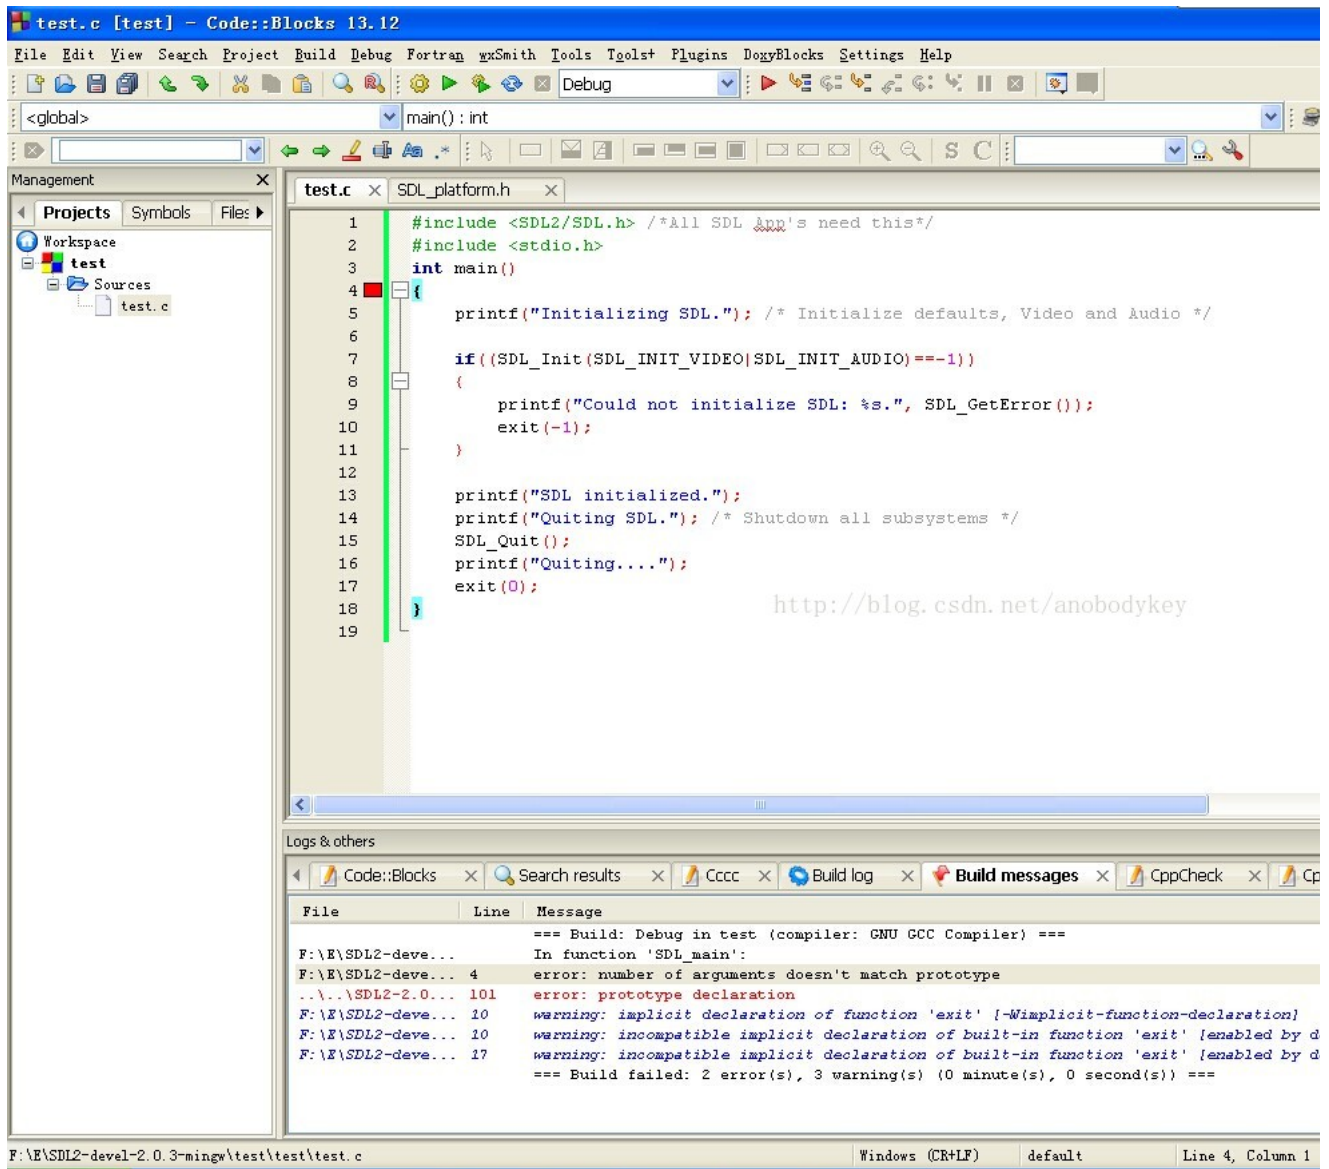 test.c [test] - Code::Blocks 13.12
File Edit View Search Project Build Debug Fortran wxSmith Tools Tools+ Plugins DoxyBlocks Settings Help
Debug
<global> main() : int
Aa .* S C
Management
Projects Symbols Files
Workspace
test
Sources
test.c
test.c SDL_platform.h
1 #include <SDL2/SDL.h> /*All SDL App's need this*/
2 #include <stdio.h>
3 int main()
4 {
5 printf("Initializing SDL."); /* Initialize defaults, Video and Audio */
6
7 if((SDL_Init(SDL_INIT_VIDEO|SDL_INIT_AUDIO)==-1))
8 {
9 printf("Could not initialize SDL: %s.", SDL_GetError());
10 exit(-1);
11 }
12
13 printf("SDL initialized.");
14 printf("Quiting SDL."); /* Shutdown all subsystems */
15 SDL_Quit();
16 printf("Quiting....");
17 exit(0);
18 }
19
http://blog.csdn.net/anobodykey
Logs & others
Code::Blocks Search results Cccc Build log Build messages CppCheck Cp
File Line Message
=== Build: Debug in test (compiler: GNU GCC Compiler) ===
F:\E\SDL2-deve... In function 'SDL_main':
F:\E\SDL2-deve... 4 error: number of arguments doesn't match prototype
..\..\SDL2-2.0... 101 error: prototype declaration
F:\E\SDL2-deve... 10 warning: implicit declaration of function 'exit' [-Wimplicit-function-declaration]
F:\E\SDL2-deve... 10 warning: incompatible implicit declaration of built-in function 'exit' [enabled by d
F:\E\SDL2-deve... 17 warning: incompatible implicit declaration of built-in function 'exit' [enabled by d
=== Build failed: 2 error(s), 3 warning(s) (0 minute(s), 0 second(s)) ===
F:\E\SDL2-devel-2.0.3-mingw\test\test\test.c Windows (CR+LF) default Line 4, Column 1